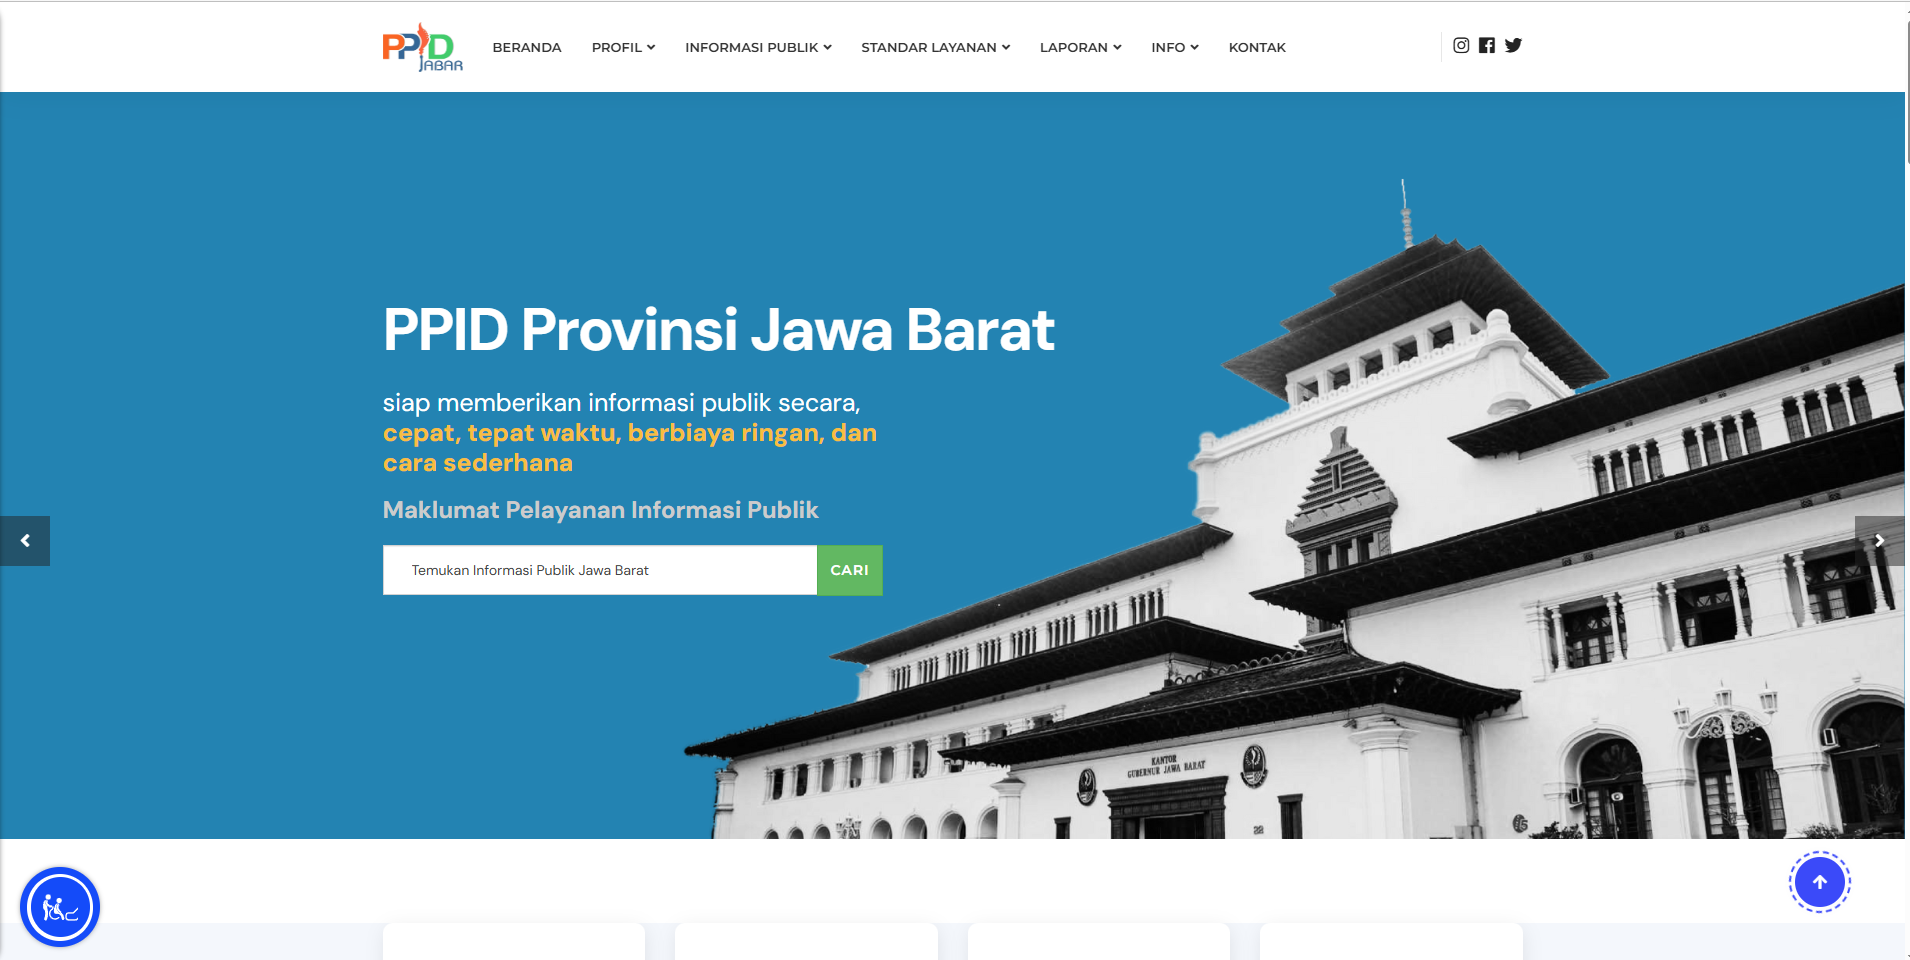 PPID
JABAR
BERANDA
PROFIL
INFORMASI PUBLIK
STANDAR LAYANAN
LAPORAN
INFO
KONTAK
PPID Provinsi Jawa Barat
siap memberikan informasi publik secara,
cepat, tepat waktu, berbiaya ringan, dan
cara sederhana
Maklumat Pelayanan Informasi Publik
Temukan Informasi Publik Jawa Barat
CARI
KANTOR
GUBERNUR JAWA BARAT
22